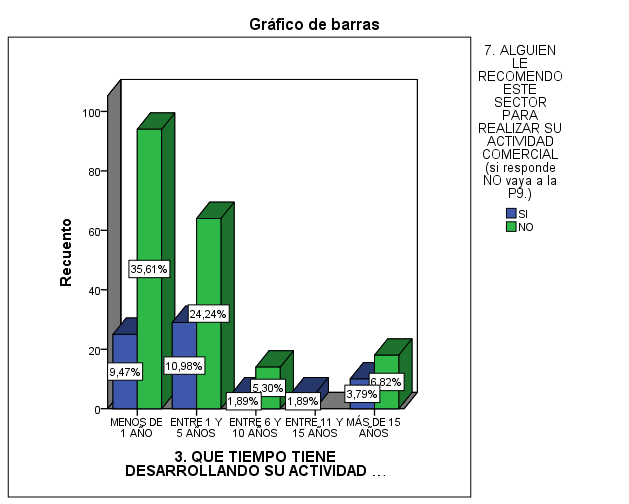 Gráfico de barras
7. ALGUIEN
LE
RECOMENDO
ESTE
SECTOR
PARA
REALIZAR SU
ACTIVIDAD
COMERCIAL
(si responde
NO vaya a la
P9.)
SI
NO
Recuento
100
80
60
40
20
0
35,61%
24,24%
9,47%
10,98%
1,89%
5,30%
1,89%
3,79%
6,82%
MENOS DE
1 AÑO
ENTRE 1 Y
5 AÑOS
ENTRE 6 Y
10 AÑOS
ENTRE 11 Y
15 AÑOS
MÁS DE 15
AÑOS
3. QUE TIEMPO TIENE
DESARROLLANDO SU ACTIVIDAD ...